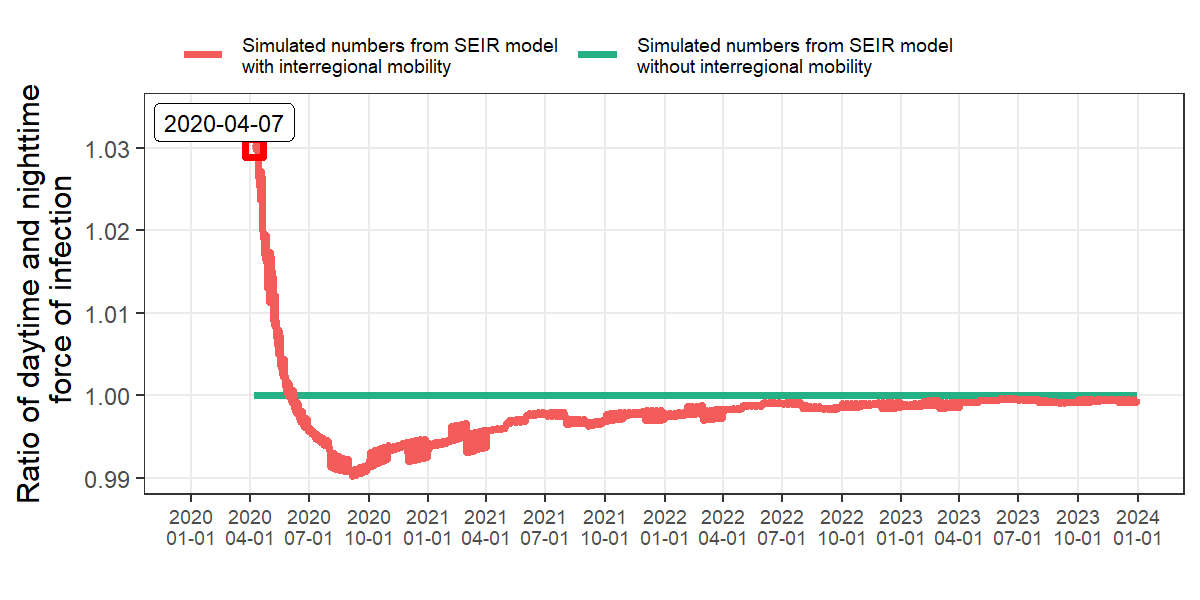 Simulated numbers from SEIR model
with interregional mobility
Simulated numbers from SEIR model
without interregional mobility
Ratio of daytime and nighttime
force of infection
2020-04-07
1.03
1.02
1.01
1.00
0.99
2020 2020 2020 2020 2021 2021 2021 2021 2022 2022 2022 2022 2023 2023 2023 2023 2024
01-01 04-01 07-01 10-01 01-01 04-01 07-01 10-01 01-01 04-01 07-01 10-01 01-01 04-01 07-01 10-01 01-01